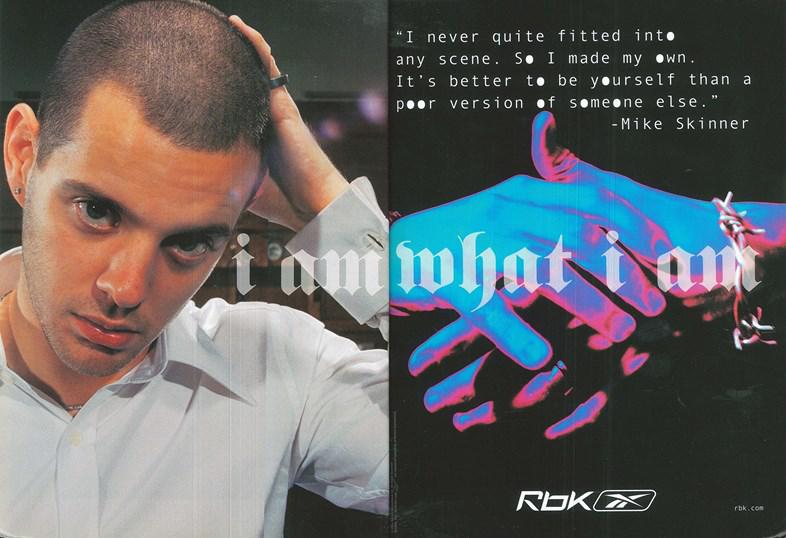 “I never quite fitted into
any scene. So I made my own.
It’s better to be yourself than a
poor version of someone else.”
-Mike Skinner
i am what i am
RbK
rbk.com